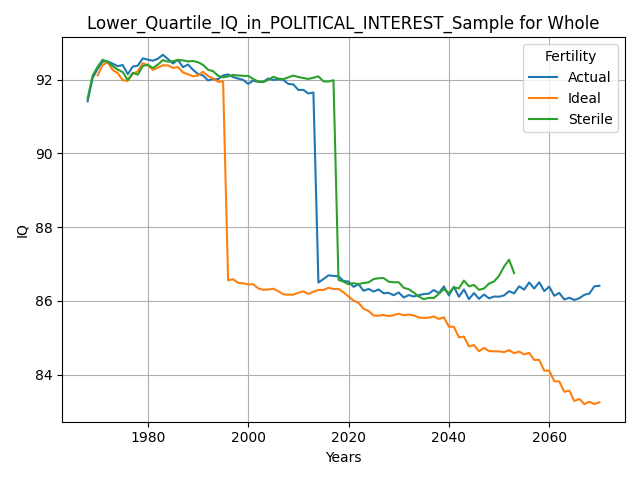 Lower_Quartile_IQ_in_POLITICAL_INTEREST_Sample for Whole
Fertility
Actual
Ideal
Sterile
IQ
92
90
88
86
84
1980
2000
2020
2040
2060
Years